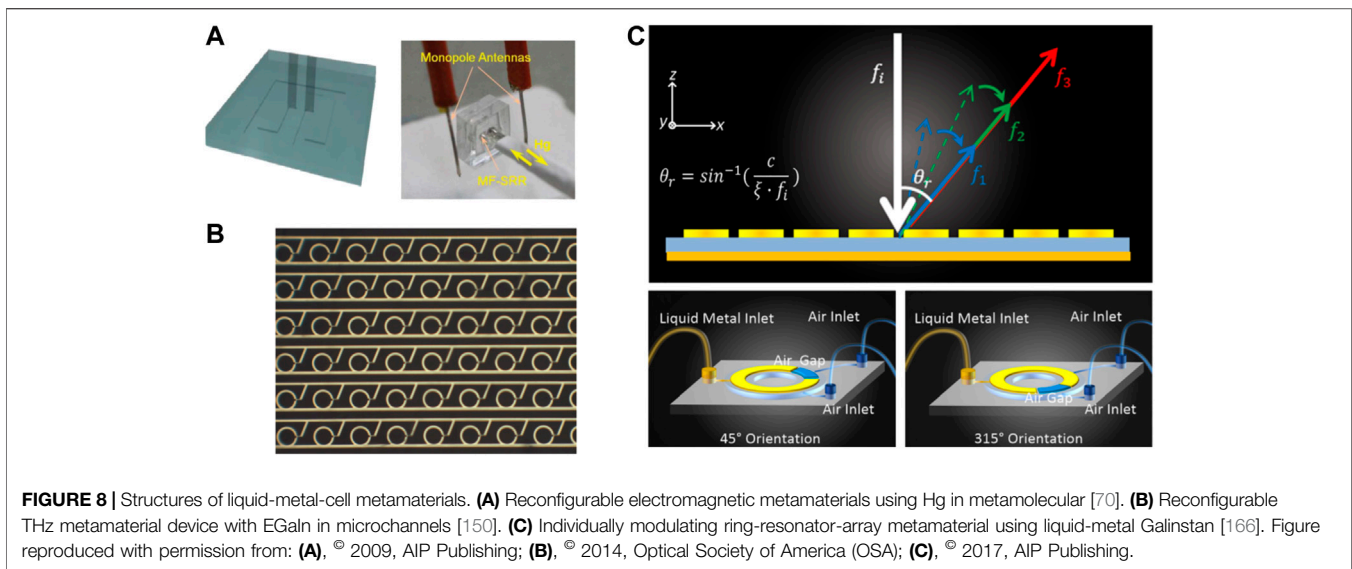 A
Monopole Antennas
Hg
MF-SRR
B
C
z
y
x
f_i
θ_r = sin⁻¹(c / (ξ · f_i))
θ_r
f_1
f_2
f_3
Liquid Metal Inlet
Air Inlet
Air Gap
Air Inlet
45° Orientation
Liquid Metal Inlet
Air Inlet
Air Gap
Air Inlet
315° Orientation
FIGURE 8 | Structures of liquid-metal-cell metamaterials. (A) Reconfigurable electromagnetic metamaterials using Hg in metamolecular [70]. (B) Reconfigurable
THz metamaterial device with EGaIn in microchannels [150]. (C) Individually modulating ring-resonator-array metamaterial using liquid-metal Galinstan [166]. Figure
reproduced with permission from: (A), © 2009, AIP Publishing; (B), © 2014, Optical Society of America (OSA); (C), © 2017, AIP Publishing.